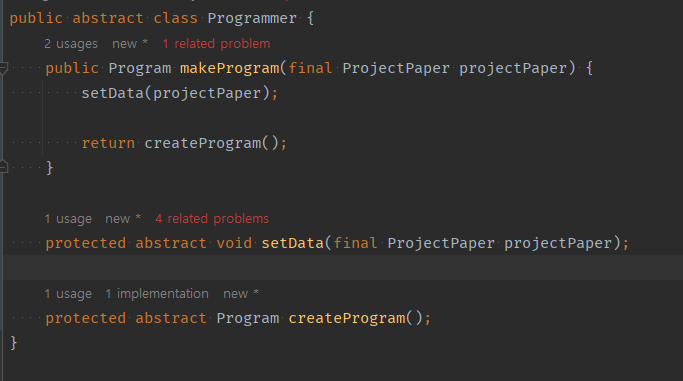 public abstract class Programmer {
2 usages new * 1 related problem
public Program makeProgram(final ProjectPaper projectPaper) {
setData(projectPaper);
return createProgram();
}
1 usage new * 4 related problems
protected abstract void setData(final ProjectPaper projectPaper);
1 usage 1 implementation new *
protected abstract Program createProgram();
}